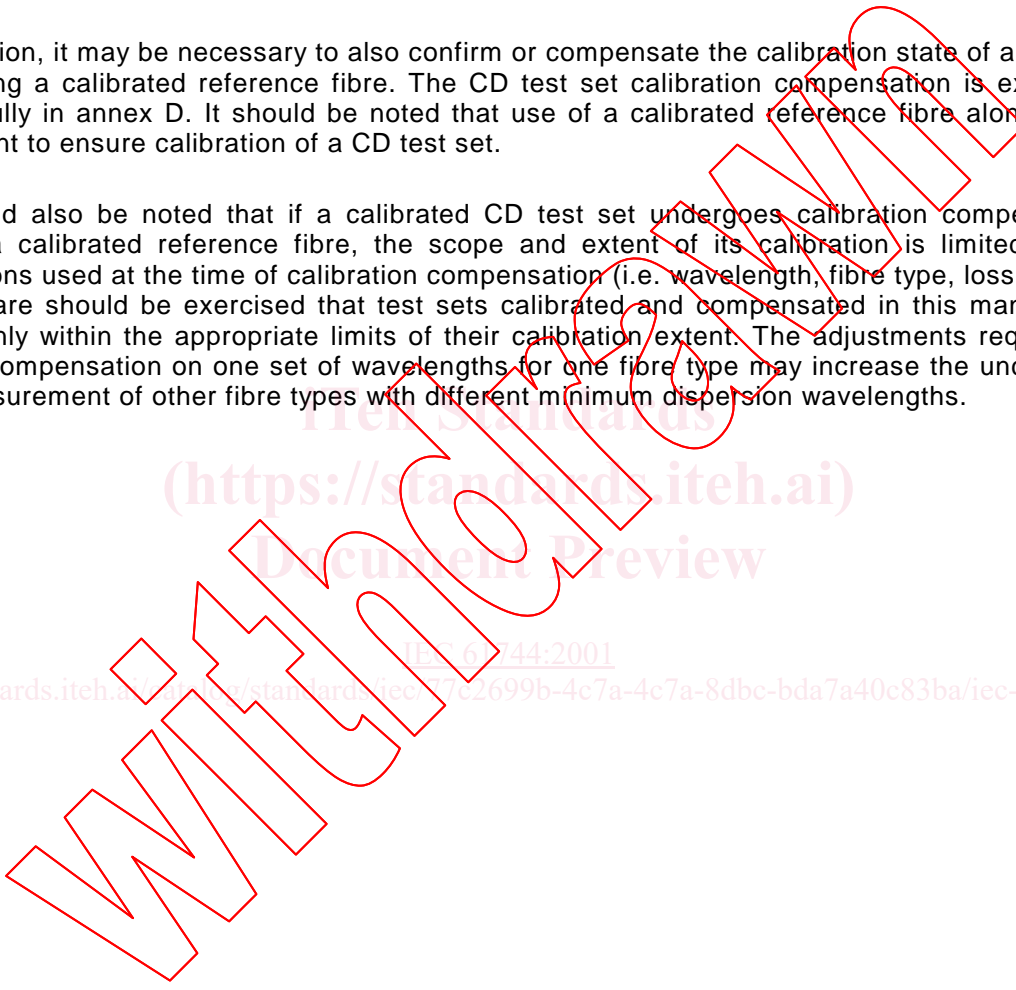 ion, it may be necessary to also confirm or compensate the calibration state of a
ng a calibrated reference fibre. The CD test set calibration compensation is ex
ully in annex D. It should be noted that use of a calibrated reference fibre alon
nt to ensure calibration of a CD test set.
d also be noted that if a calibrated CD test set undergoes calibration compe
a calibrated reference fibre, the scope and extent of its calibration is limited
ons used at the time of calibration compensation (i.e. wavelength, fibre type, loss
are should be exercised that test sets calibrated and compensated in this mar
nly within the appropriate limits of their calibration extent. The adjustments req
ompensation on one set of wavelengths for one fibre type may increase the unc
surement of other fibre types with different minimum dispersion wavelengths.
iTeh Standards
(https://standards.iteh.ai)
Document Preview
IEC 61744:2001
ards.iteh.ai/catalog/standards/iec/77c2699b-4c7a-4c7a-8dbc-bda7a40c83ba/iec-
withdrawn